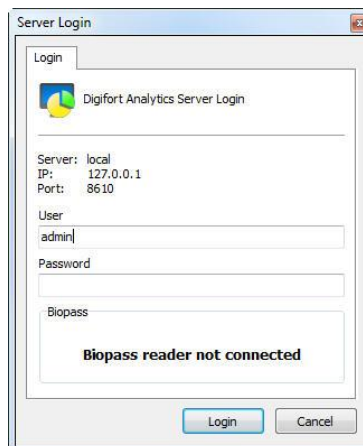 Server Login
Login
Digifort Analytics Server Login
Server: local
IP: 127.0.0.1
Port: 8610
User
admin
Password
Biopass
Biopass reader not connected
Login Cancel